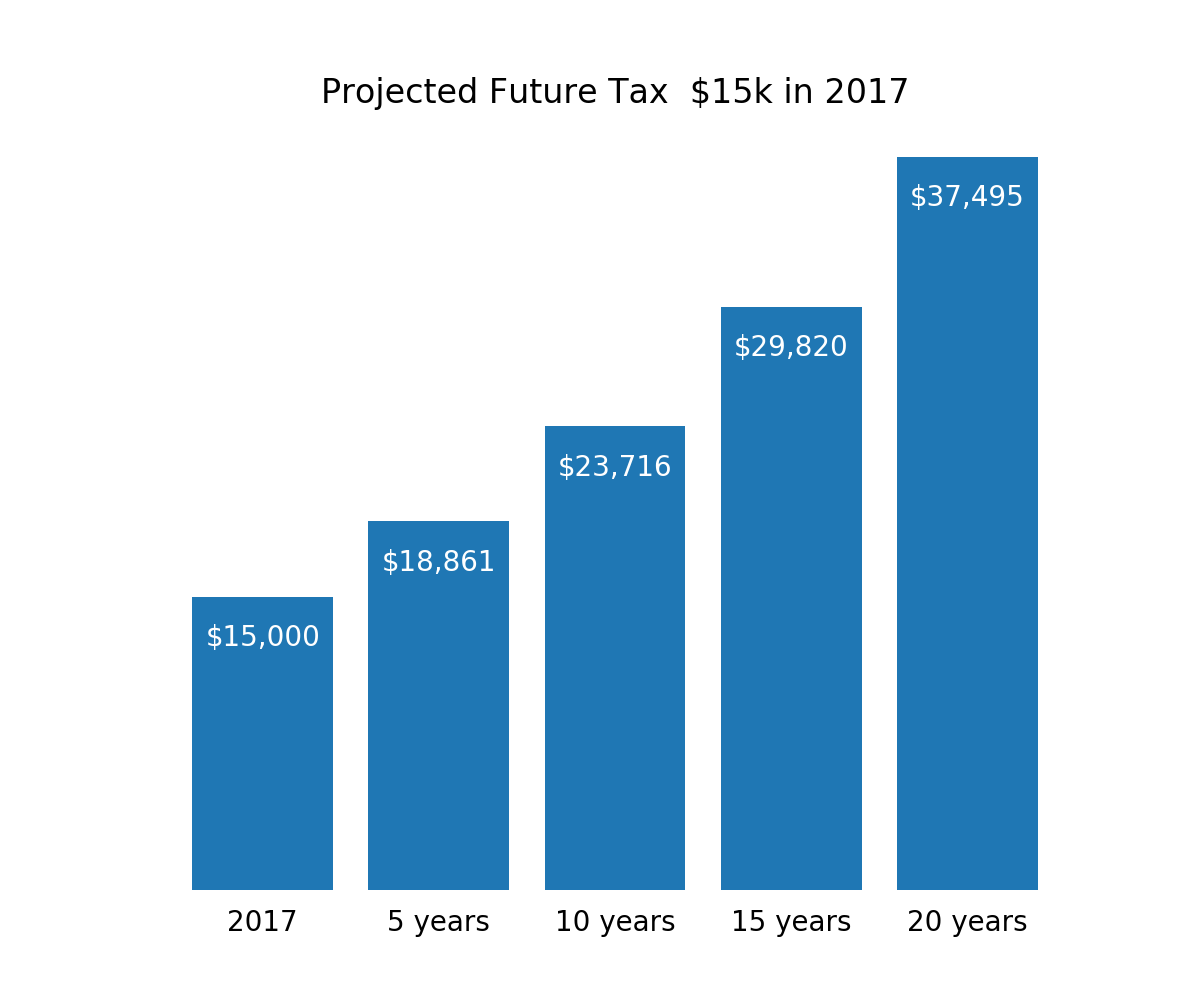 Projected Future Tax  $15k in 2017
$37,495
$29,820
$23,716
$18,861
$15,000
2017
5 years
10 years
15 years
20 years